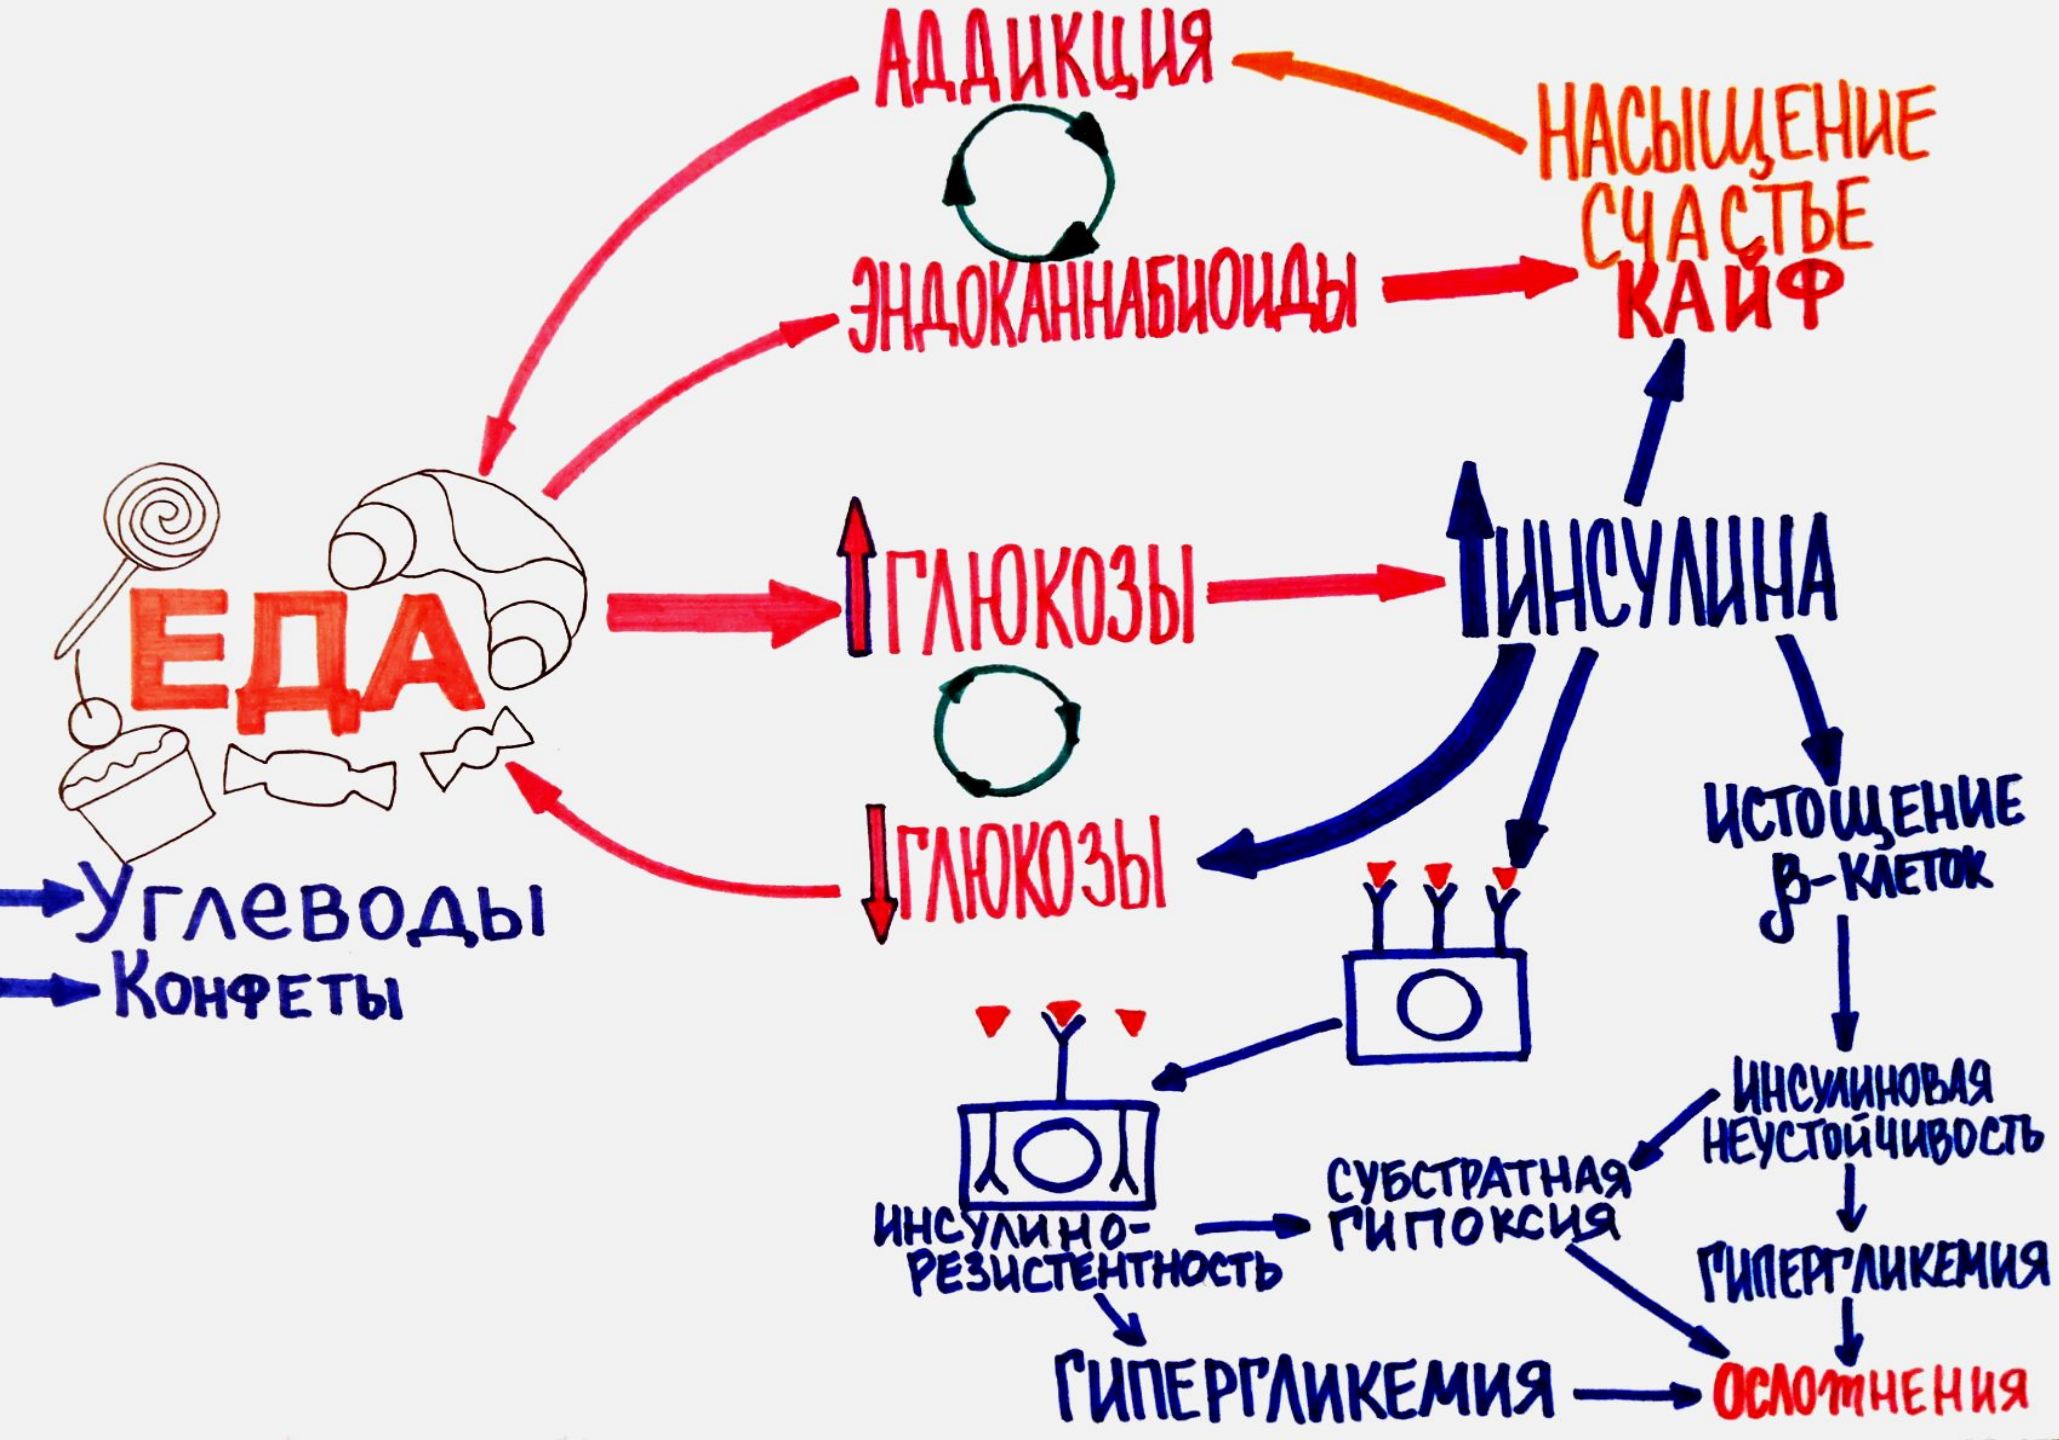 АДДИКЦИЯ
НАСЫЩЕНИЕ
СЧАСТЬЕ
КАЙФ
ЭНДОКАННАБИОИДЫ
ЕДА
ГЛЮКОЗЫ
ИНСУЛИНА
ГЛЮКОЗЫ
Углеводы
Конфеты
ИСТОЩЕНИЕ
β-КЛЕТОК
ИНСУЛИНОВАЯ
НЕУСТОЙЧИВОСТЬ
СУБСТРАТНАЯ
ГИПОКСИЯ
ИНСУЛИНО-
РЕЗИСТЕНТНОСТЬ
ГИПЕРГЛИКЕМИЯ
ГИПЕРГЛИКЕМИЯ
ОСЛОЖНЕНИЯ